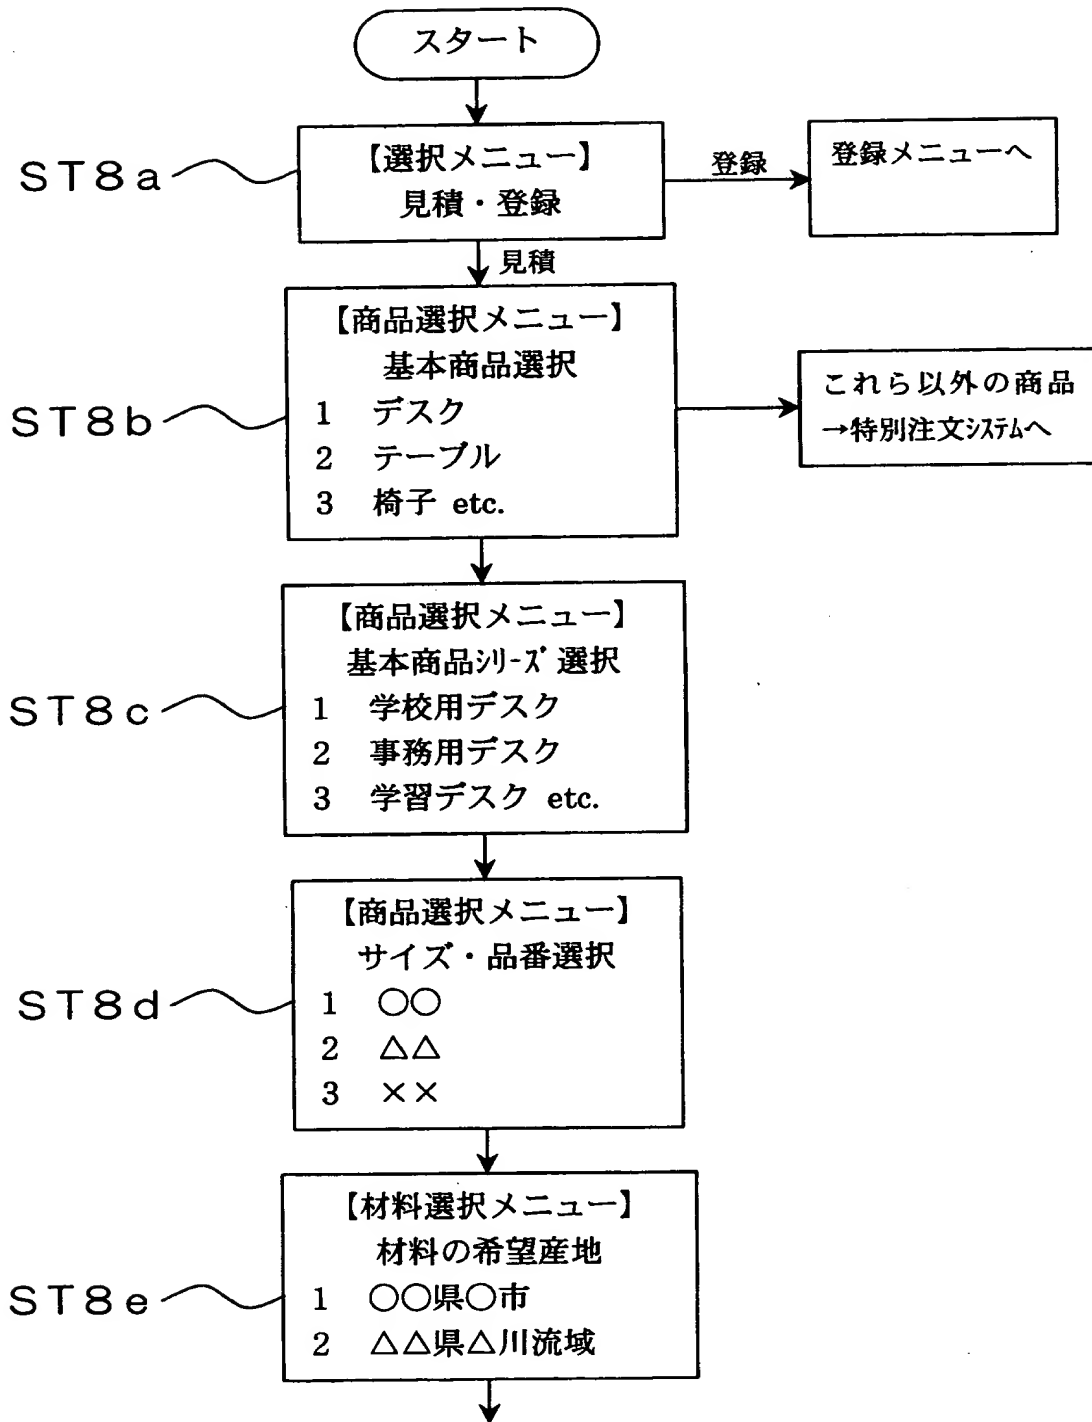 スタート
ST8a
【選択メニュー】
見積・登録
登録
登録メニューへ
見積
ST8b
【商品選択メニュー】
基本商品選択
1 デスク
2 テーブル
3 椅子 etc.
これら以外の商品
→特別注文ｼｽﾃﾑへ
ST8c
【商品選択メニュー】
基本商品ｼﾘｰｽﾞ選択
1 学校用デスク
2 事務用デスク
3 学習デスク etc.
ST8d
【商品選択メニュー】
サイズ・品番選択
1 ○○
2 △△
3 ××
ST8e
【材料選択メニュー】
材料の希望産地
1 ○○県○市
2 △△県△川流域